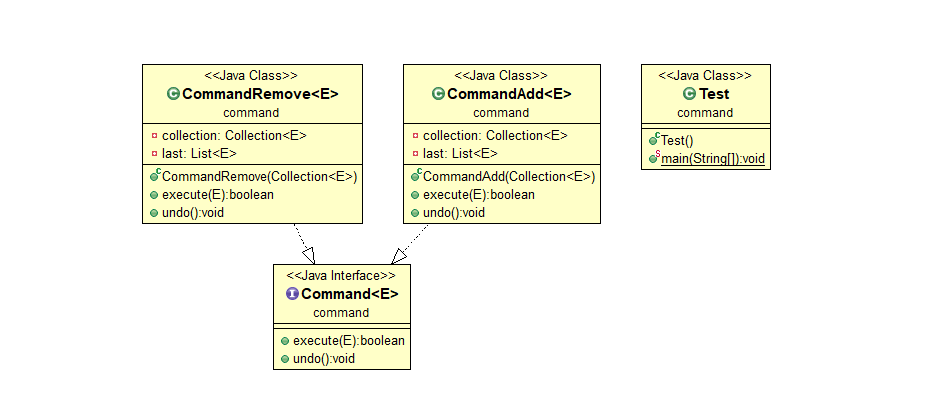 <<Java Class>>
CommandRemove<E>
command
collection: Collection<E>
last: List<E>
CommandRemove(Collection<E>)
execute(E):boolean
undo():void
<<Java Class>>
CommandAdd<E>
command
collection: Collection<E>
last: List<E>
CommandAdd(Collection<E>)
execute(E):boolean
undo():void
<<Java Class>>
Test
command
Test()
main(String[]):void
<<Java Interface>>
Command<E>
command
execute(E):boolean
undo():void